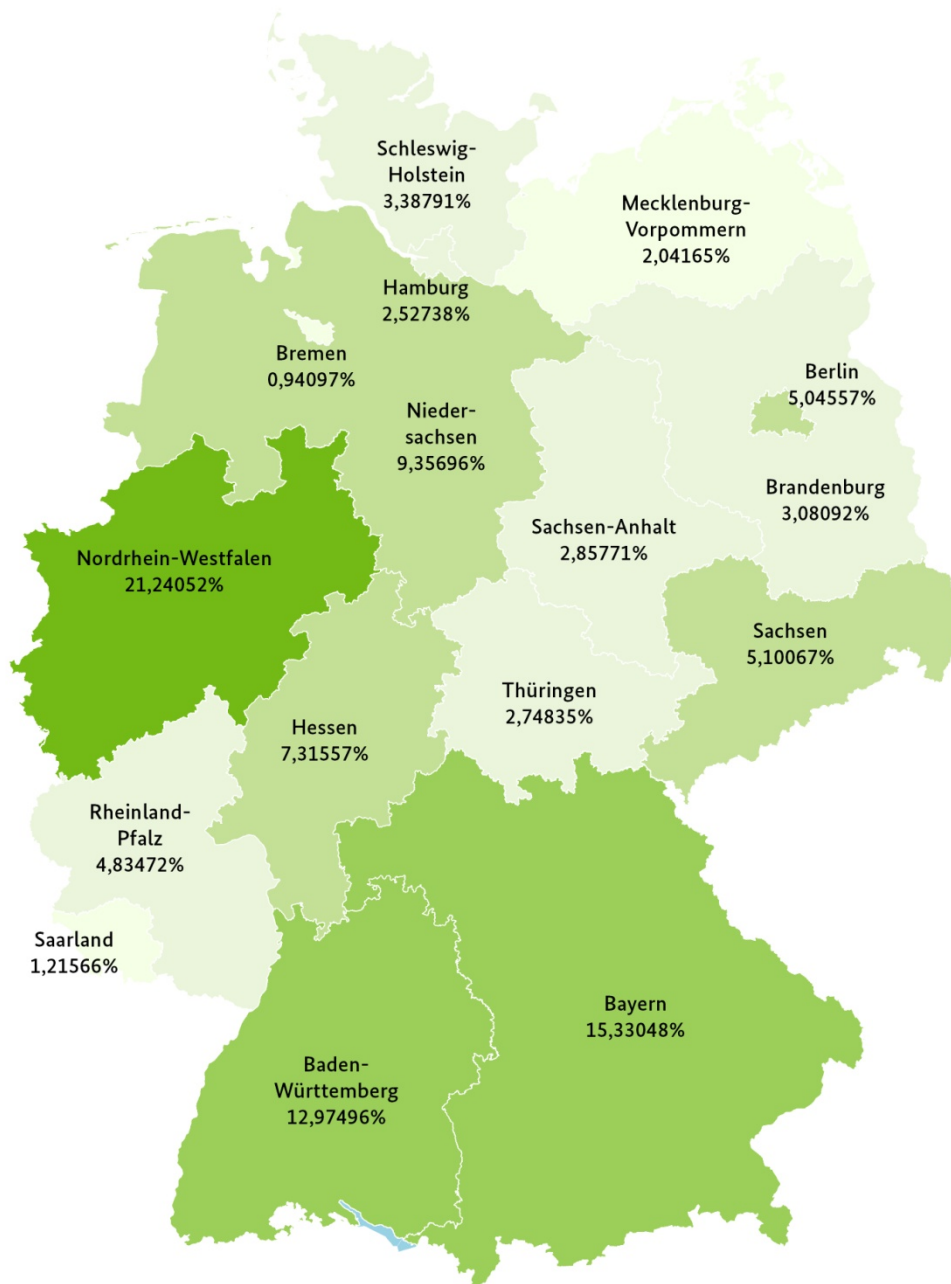 Schleswig-
Holstein
3,38791%
Mecklenburg-
Vorpommern
2,04165%
Hamburg
2,52738%
Bremen
0,94097%
Berlin
5,04557%
Nieder-
sachsen
9,35696%
Brandenburg
3,08092%
Sachsen-Anhalt
2,85771%
Nordrhein-Westfalen
21,24052%
Sachsen
5,10067%
Thüringen
2,74835%
Hessen
7,31557%
Rheinland-
Pfalz
4,83472%
Saarland
1,21566%
Bayern
15,33048%
Baden-
Württemberg
12,97496%